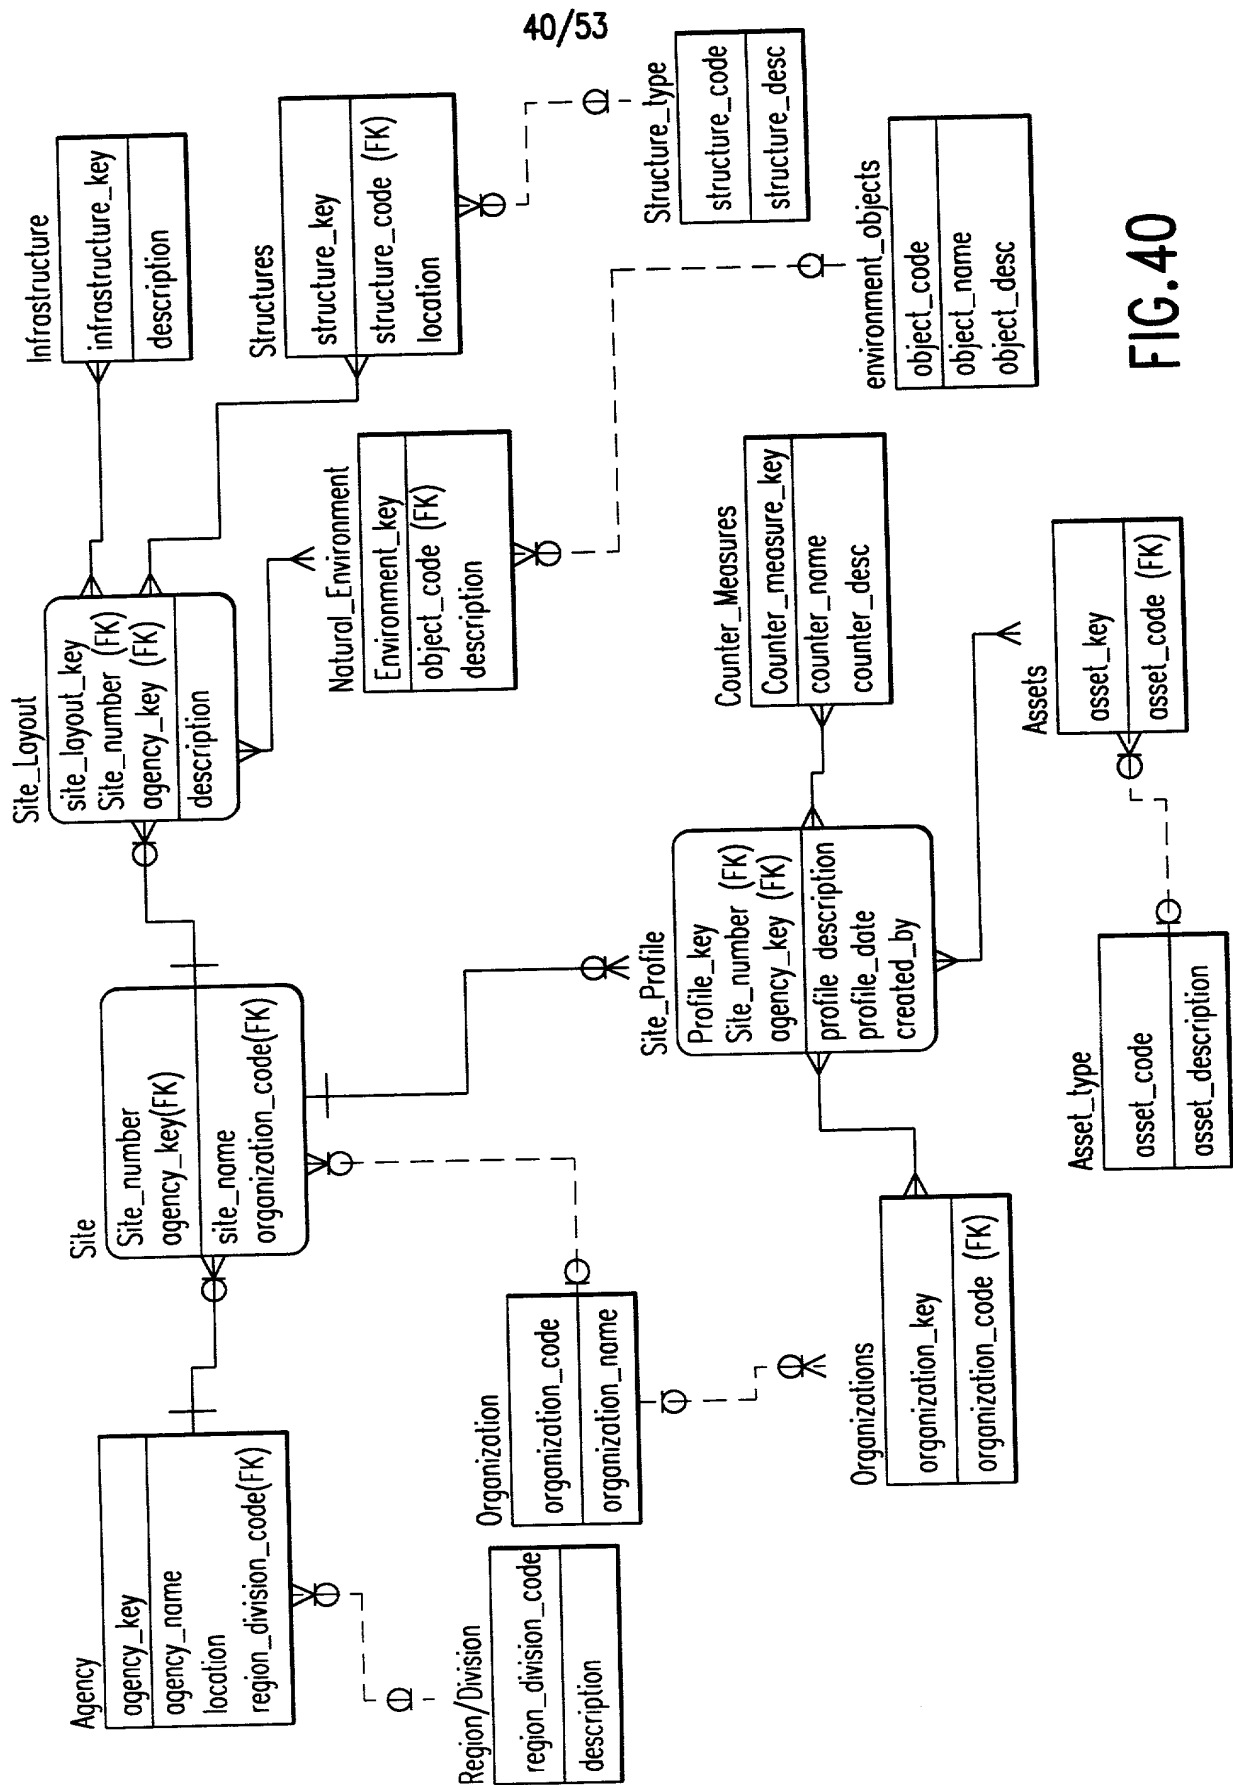 40/53
Agency
agency_key
agency_name
location
region_division_code(FK)
Region/Division
region_division_code
description
Site
Site_number
agency_key(FK)
site_name
organization_code(FK)
Organization
organization_code
organization_name
Organizations
organization_key
organization_code (FK)
Site_Layout
site_layout_key
Site_number (FK)
agency_key (FK)
description
Site_Profile
Profile_key
Site_number (FK)
agency_key (FK)
profile description
profile_date
created_by
Asset_type
asset_code
asset_description
Infrastructure
infrastructure_key
description
Structures
structure_key
structure_code (FK)
location
Natural_Environment
Environment_key
object_code (FK)
description
Structure_type
structure_code
structure_desc
environment_objects
object_code
object_name
object_desc
Counter_Measures
Counter_measure_key
counter_name
counter_desc
Assets
asset_key
asset_code (FK)
FIG.40